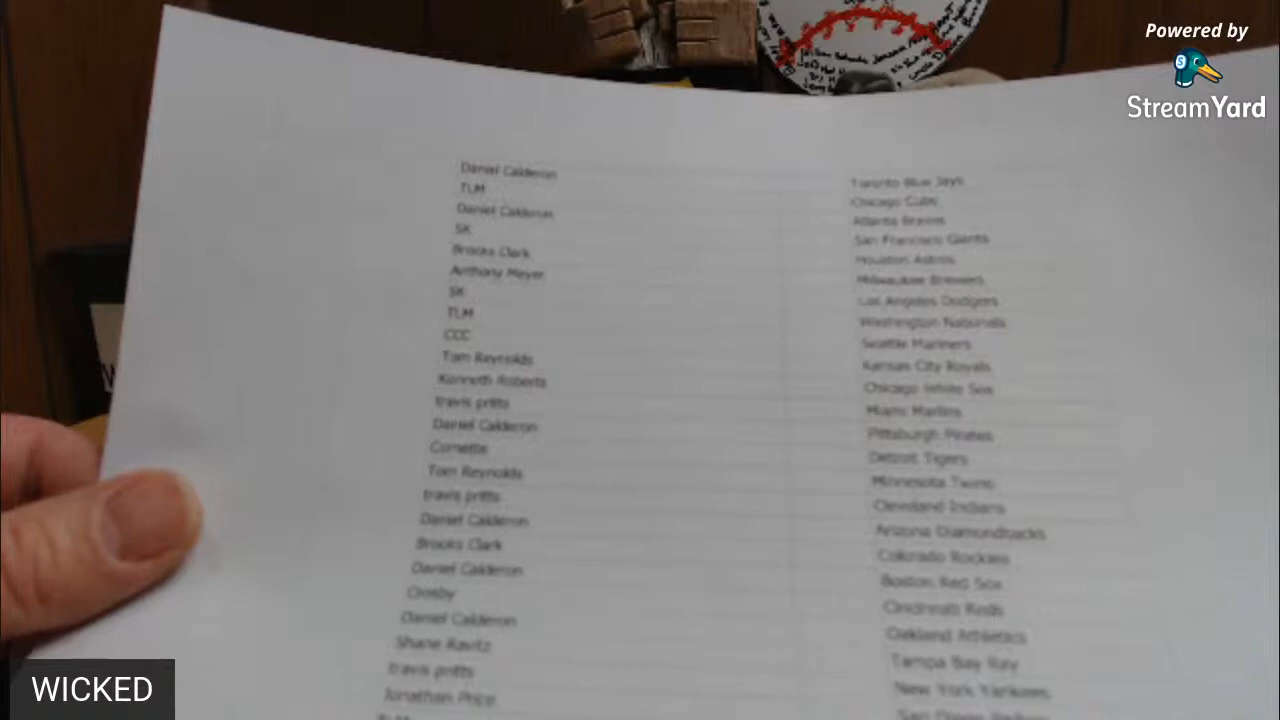 Powered by
StreamYard
Daniel Calderon Toronto Blue Jays
TLM Chicago Cubs
Daniel Calderon Atlanta Braves
SK San Francisco Giants
Brooks Clark Houston Astros
Anthony Meyer Milwaukee Brewers
SK Los Angeles Dodgers
TLM Washington Nationals
CCC Seattle Mariners
Tom Reynolds Kansas City Royals
Kenneth Roberts Chicago White Sox
travis pritts Miami Marlins
Daniel Calderon Pittsburgh Pirates
Cornette Detroit Tigers
Tom Reynolds Minnesota Twins
travis pritts Cleveland Indians
Daniel Calderon Arizona Diamondbacks
Brooks Clark Colorado Rockies
Daniel Calderon Boston Red Sox
Crosby Cincinnati Reds
Daniel Calderon Oakland Athletics
Shane Ravitz Tampa Bay Ray
travis pritts New York Yankees
Jonathan Price San Diego
WICKED